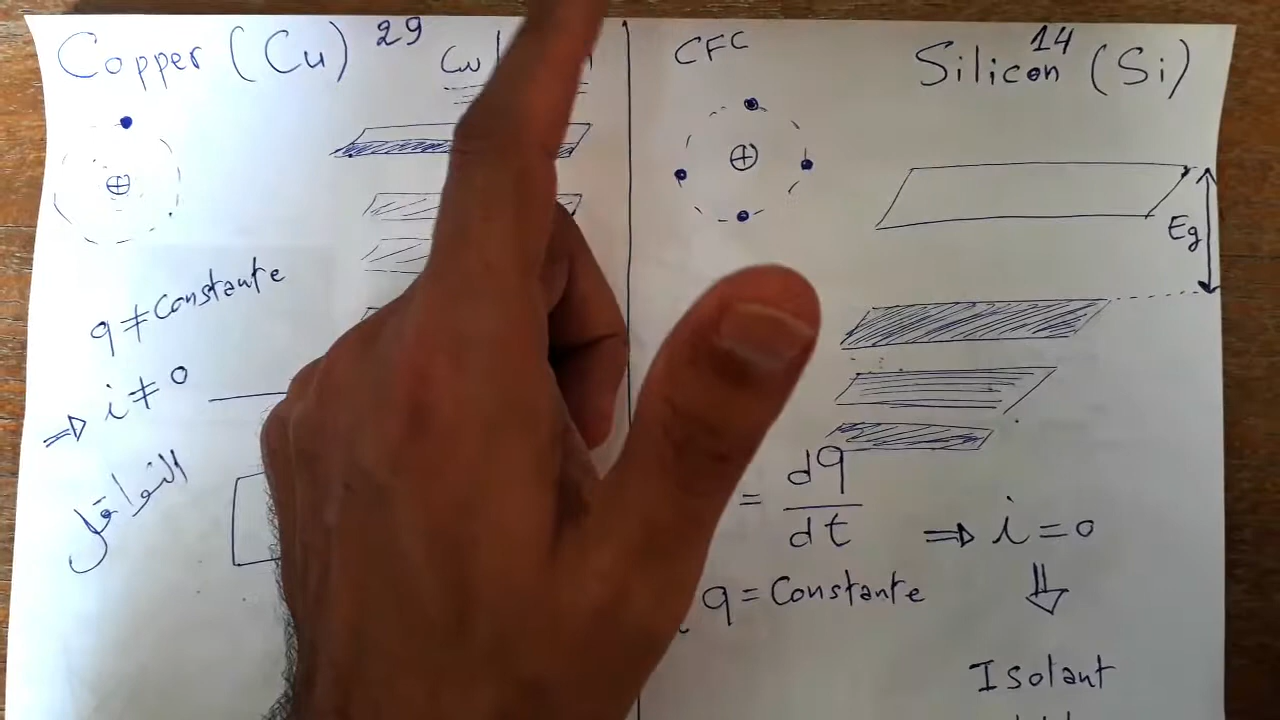 Copper (Cu) 29
q ≠ Constante
⇒ i ≠ 0
النواقل
CFC
Silicon 14 (Si)
Eg
= dq/dt ⇒ i = 0
⇓
q = Constante
Isolant